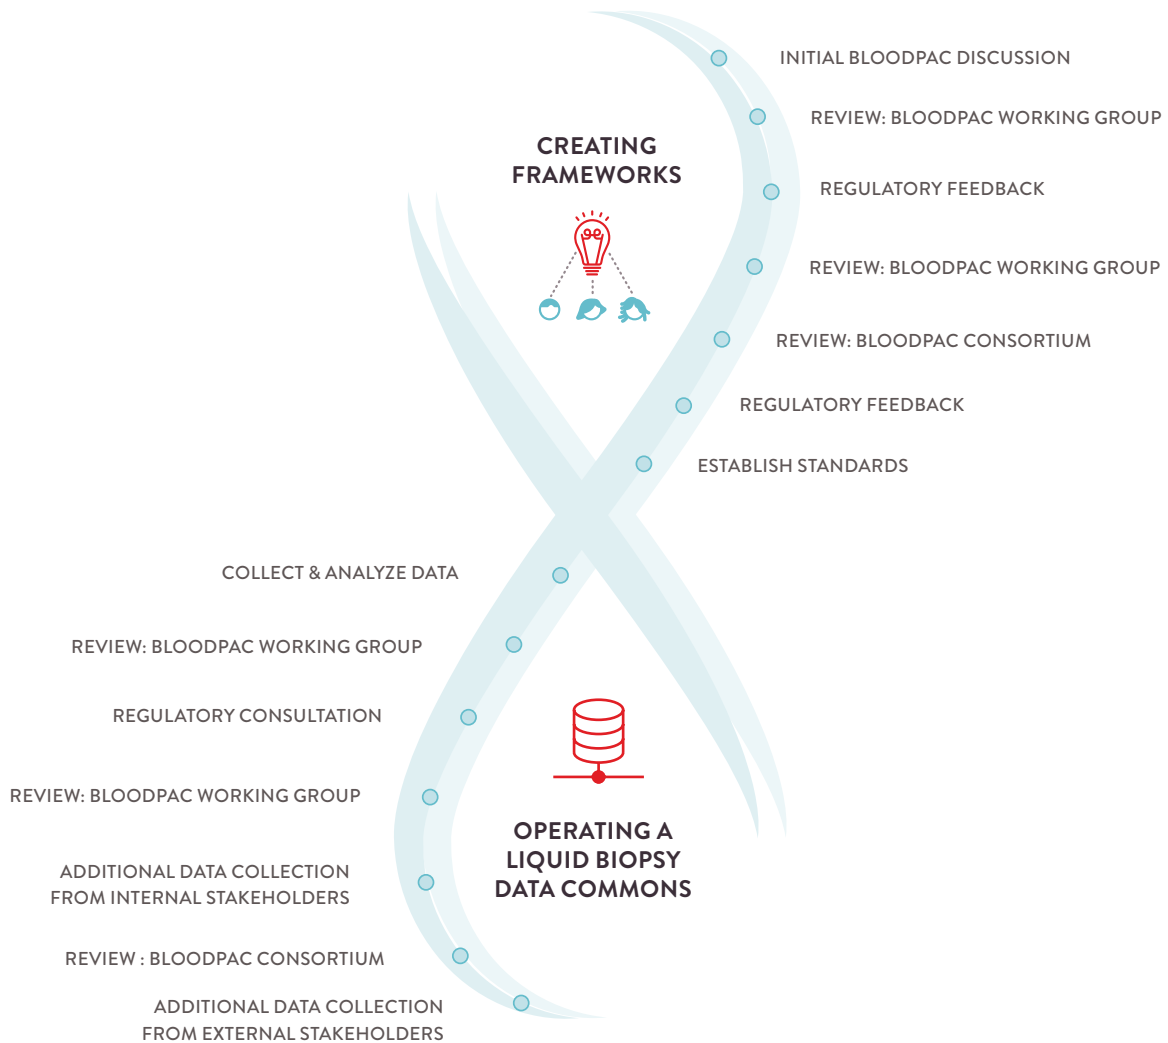 INITIAL BLOODPAC DISCUSSION
REVIEW: BLOODPAC WORKING GROUP
CREATING
FRAMEWORKS
REGULATORY FEEDBACK
REVIEW: BLOODPAC WORKING GROUP
REVIEW: BLOODPAC CONSORTIUM
REGULATORY FEEDBACK
ESTABLISH STANDARDS
COLLECT & ANALYZE DATA
REVIEW: BLOODPAC WORKING GROUP
REGULATORY CONSULTATION
REVIEW: BLOODPAC WORKING GROUP
OPERATING A
LIQUID BIOPSY
DATA COMMONS
ADDITIONAL DATA COLLECTION
FROM INTERNAL STAKEHOLDERS
REVIEW : BLOODPAC CONSORTIUM
ADDITIONAL DATA COLLECTION
FROM EXTERNAL STAKEHOLDERS